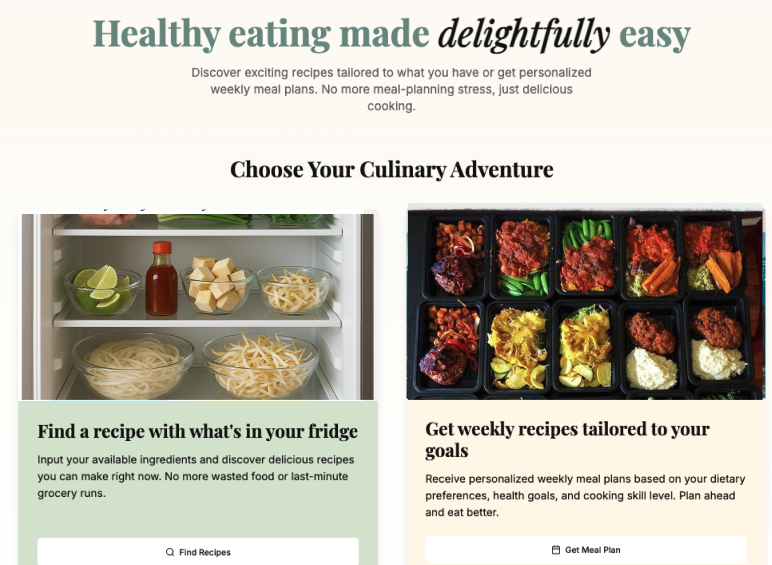 Healthy eating made delightfully easy
Discover exciting recipes tailored to what you have or get personalized
weekly meal plans. No more meal-planning stress, just delicious
cooking.
Choose Your Culinary Adventure
Find a recipe with what's in your fridge
Input your available ingredients and discover delicious recipes
you can make right now. No more wasted food or last-minute
grocery runs.
Find Recipes
Get weekly recipes tailored to your
goals
Receive personalized weekly meal plans based on your dietary
preferences, health goals, and cooking skill level. Plan ahead
and eat better.
Get Meal Plan